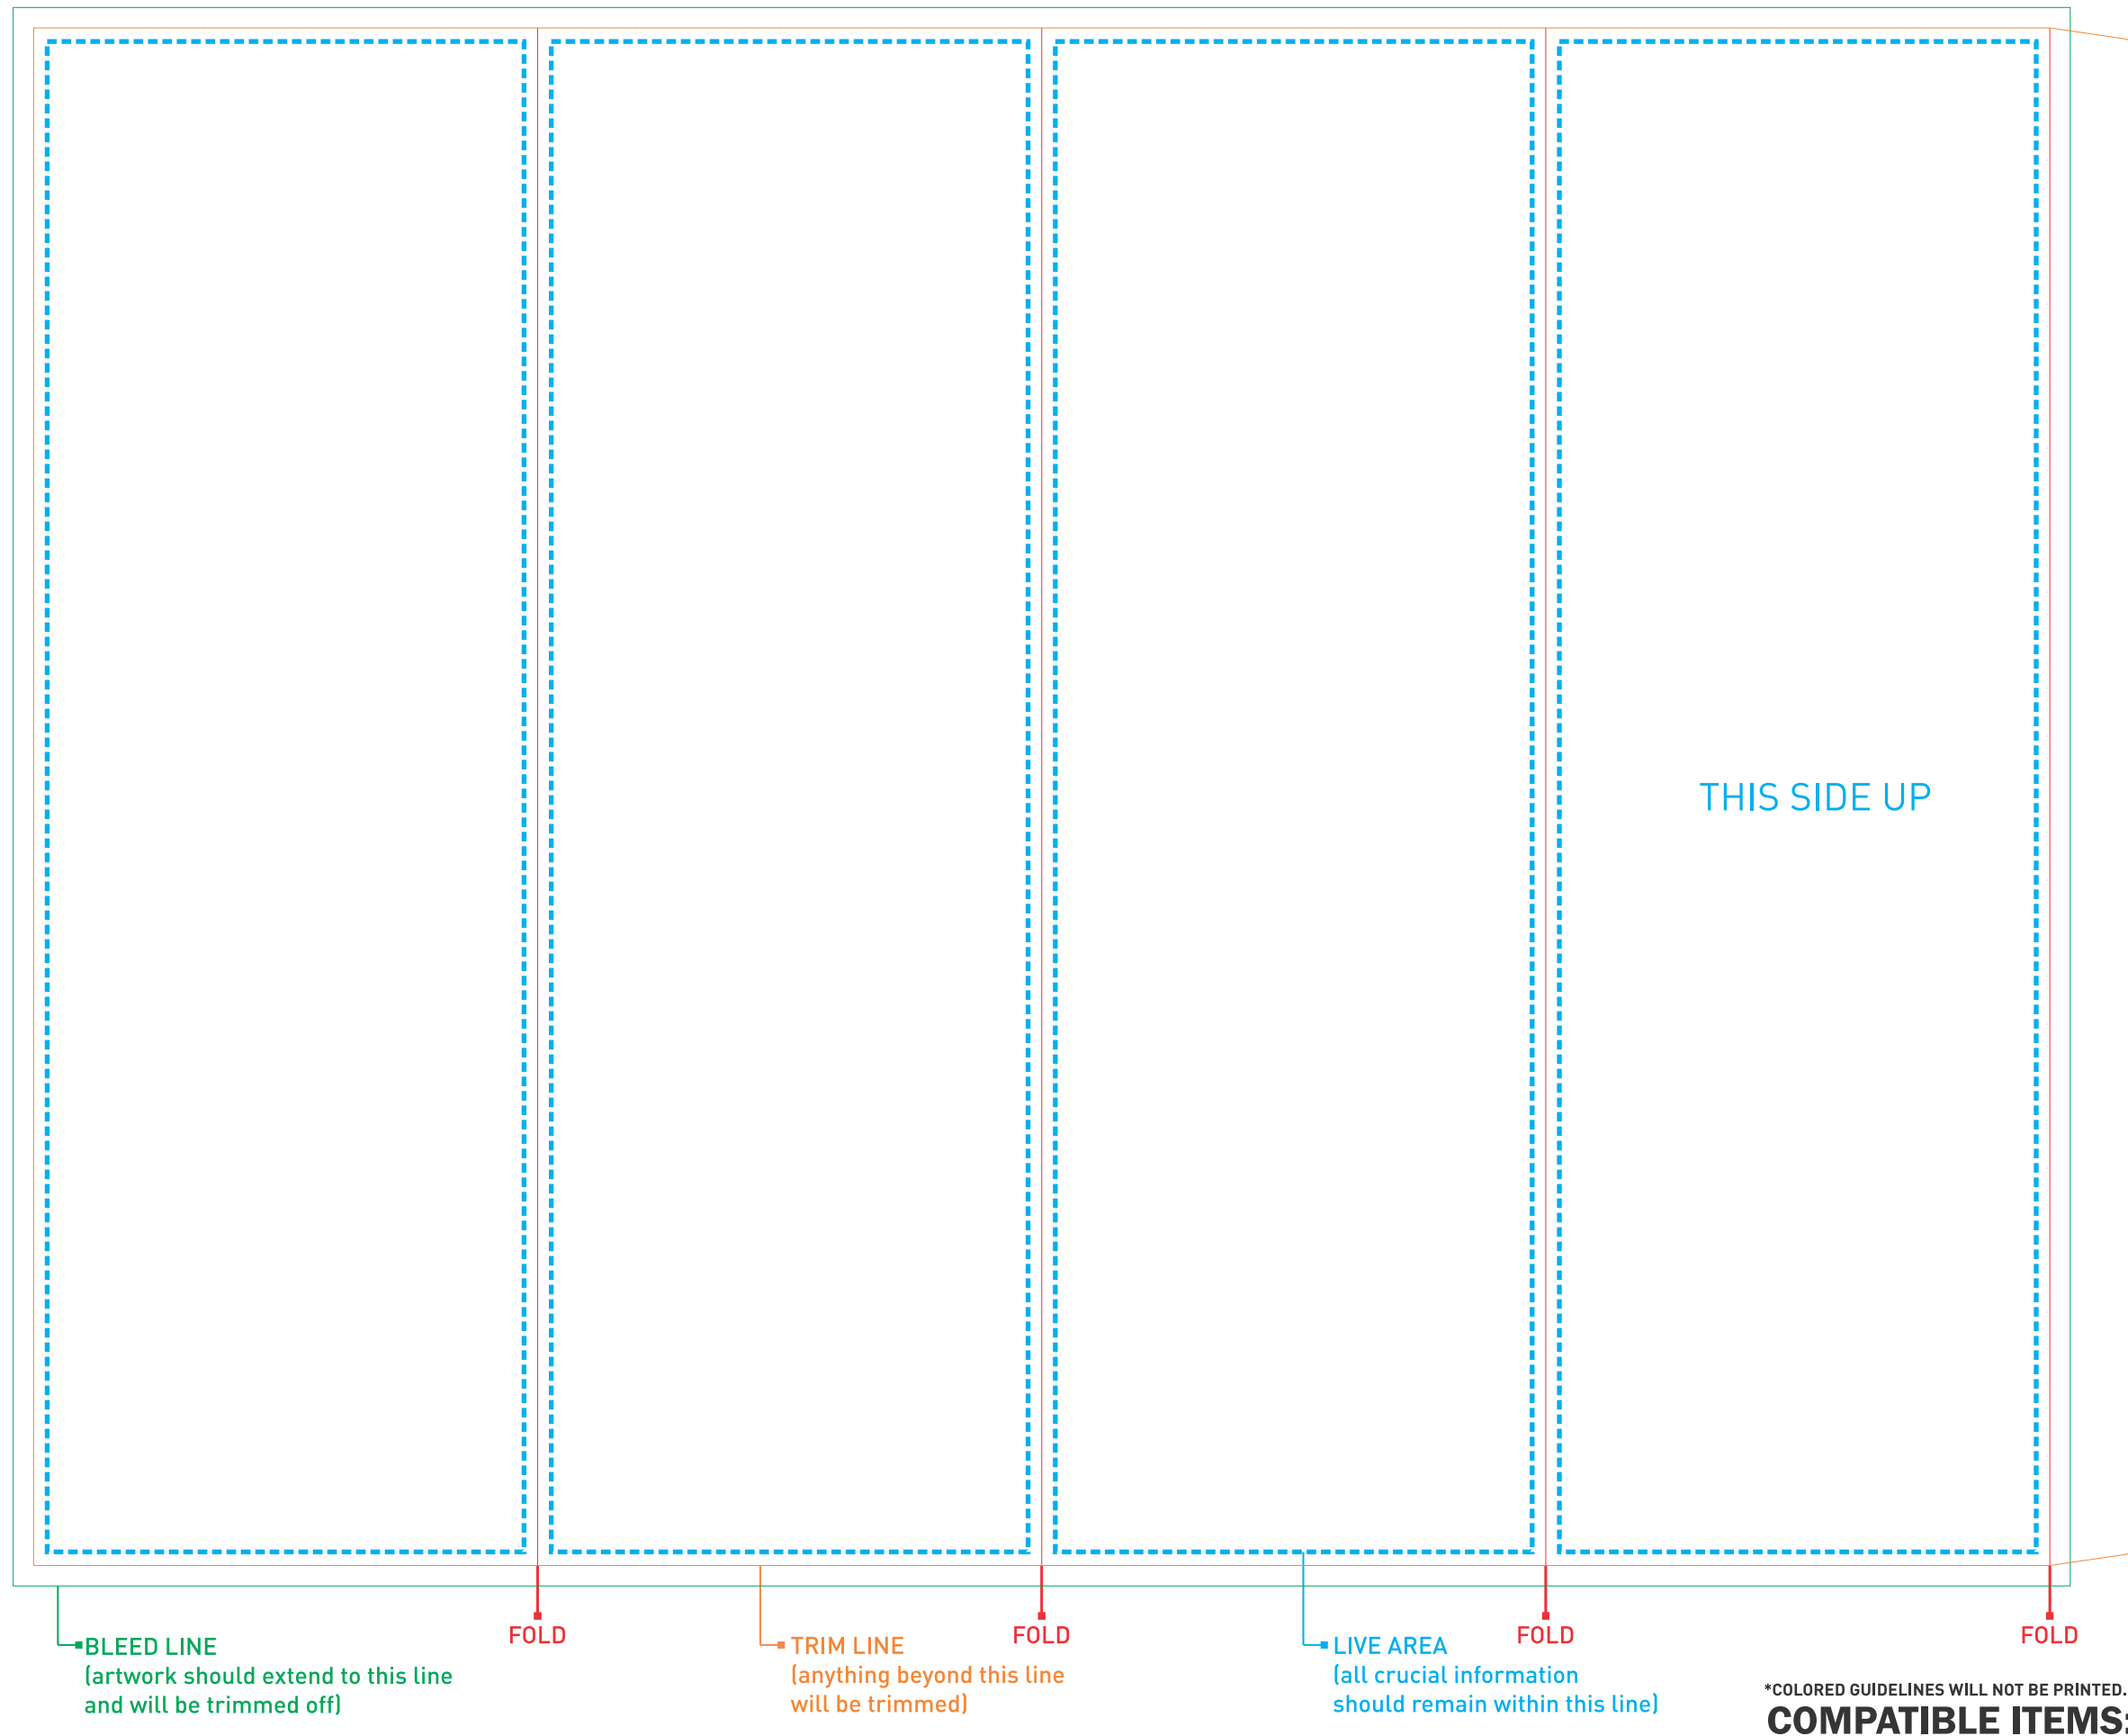 THIS SIDE UP
FOLD
FOLD
FOLD
FOLD
BLEED LINE
(artwork should extend to this line
and will be trimmed off)
TRIM LINE
(anything beyond this line
will be trimmed)
LIVE AREA
(all crucial information
should remain within this line)
*COLORED GUIDELINES WILL NOT BE PRINTED.
COMPATIBLE ITEMS: